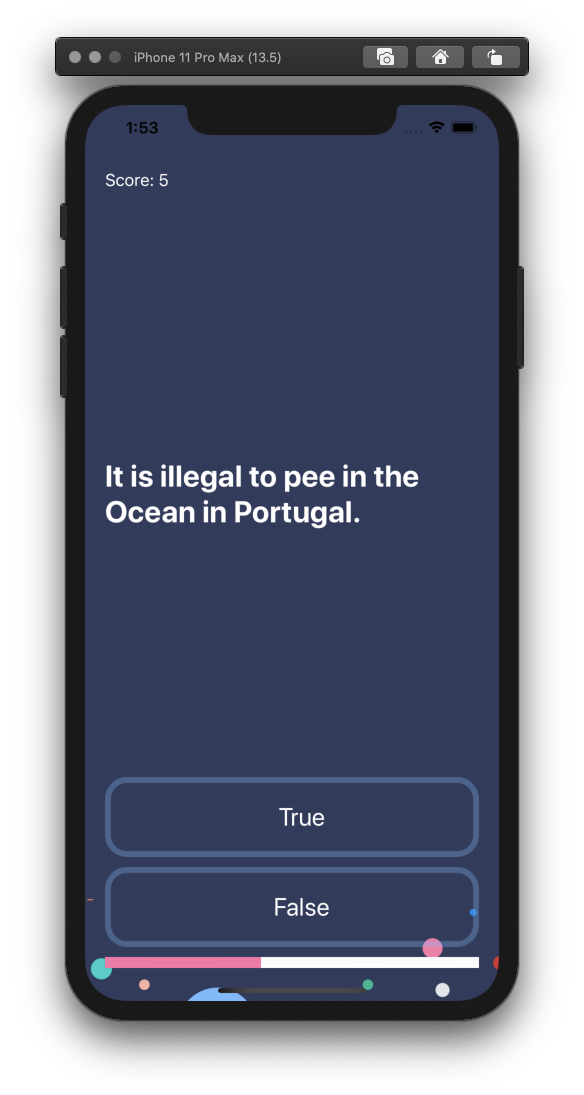 iPhone 11 Pro Max (13.5)
1:53
Score: 5
It is illegal to pee in the
Ocean in Portugal.
True
False